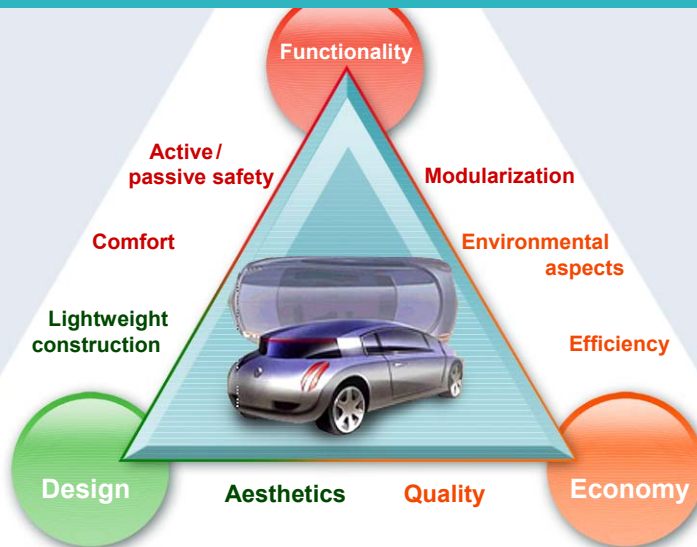 Functionality
Active/
passive safety
Modularization
Comfort
Environmental
aspects
Lightweight
construction
Efficiency
Design
Aesthetics
Quality
Economy